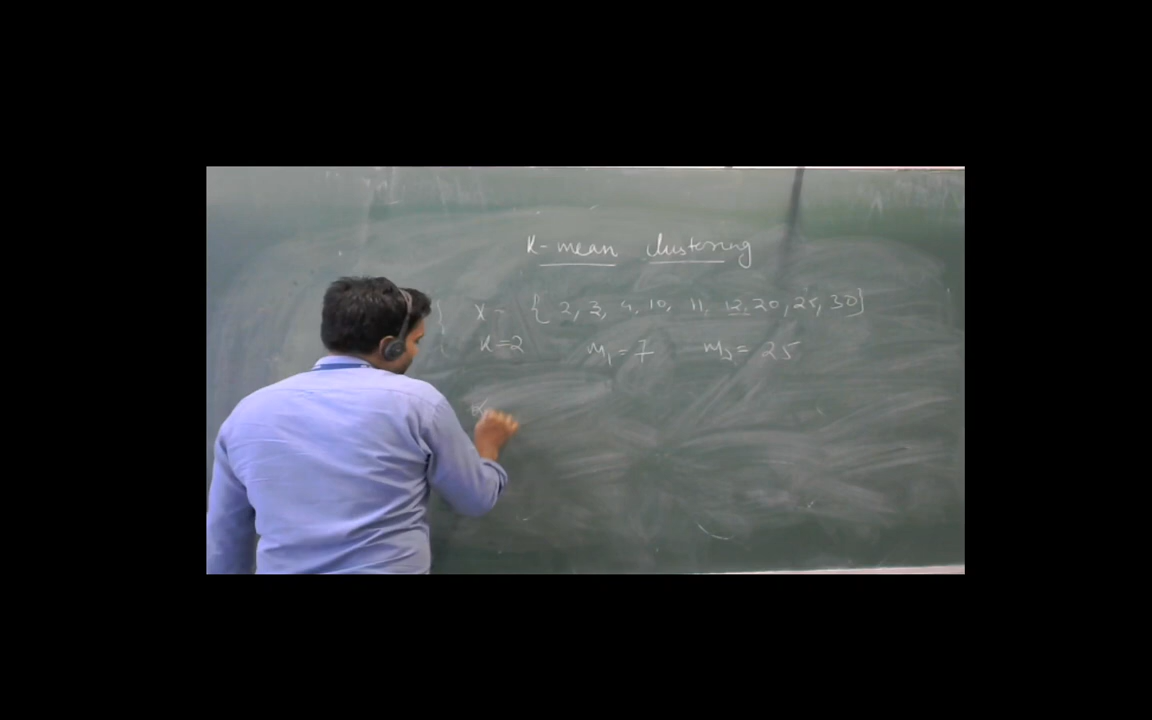 K-mean clustering
X = { 2, 3, 4, 10, 11, 12, 20, 25, 30}
K=2 m₁ = 7 m₂ = 25